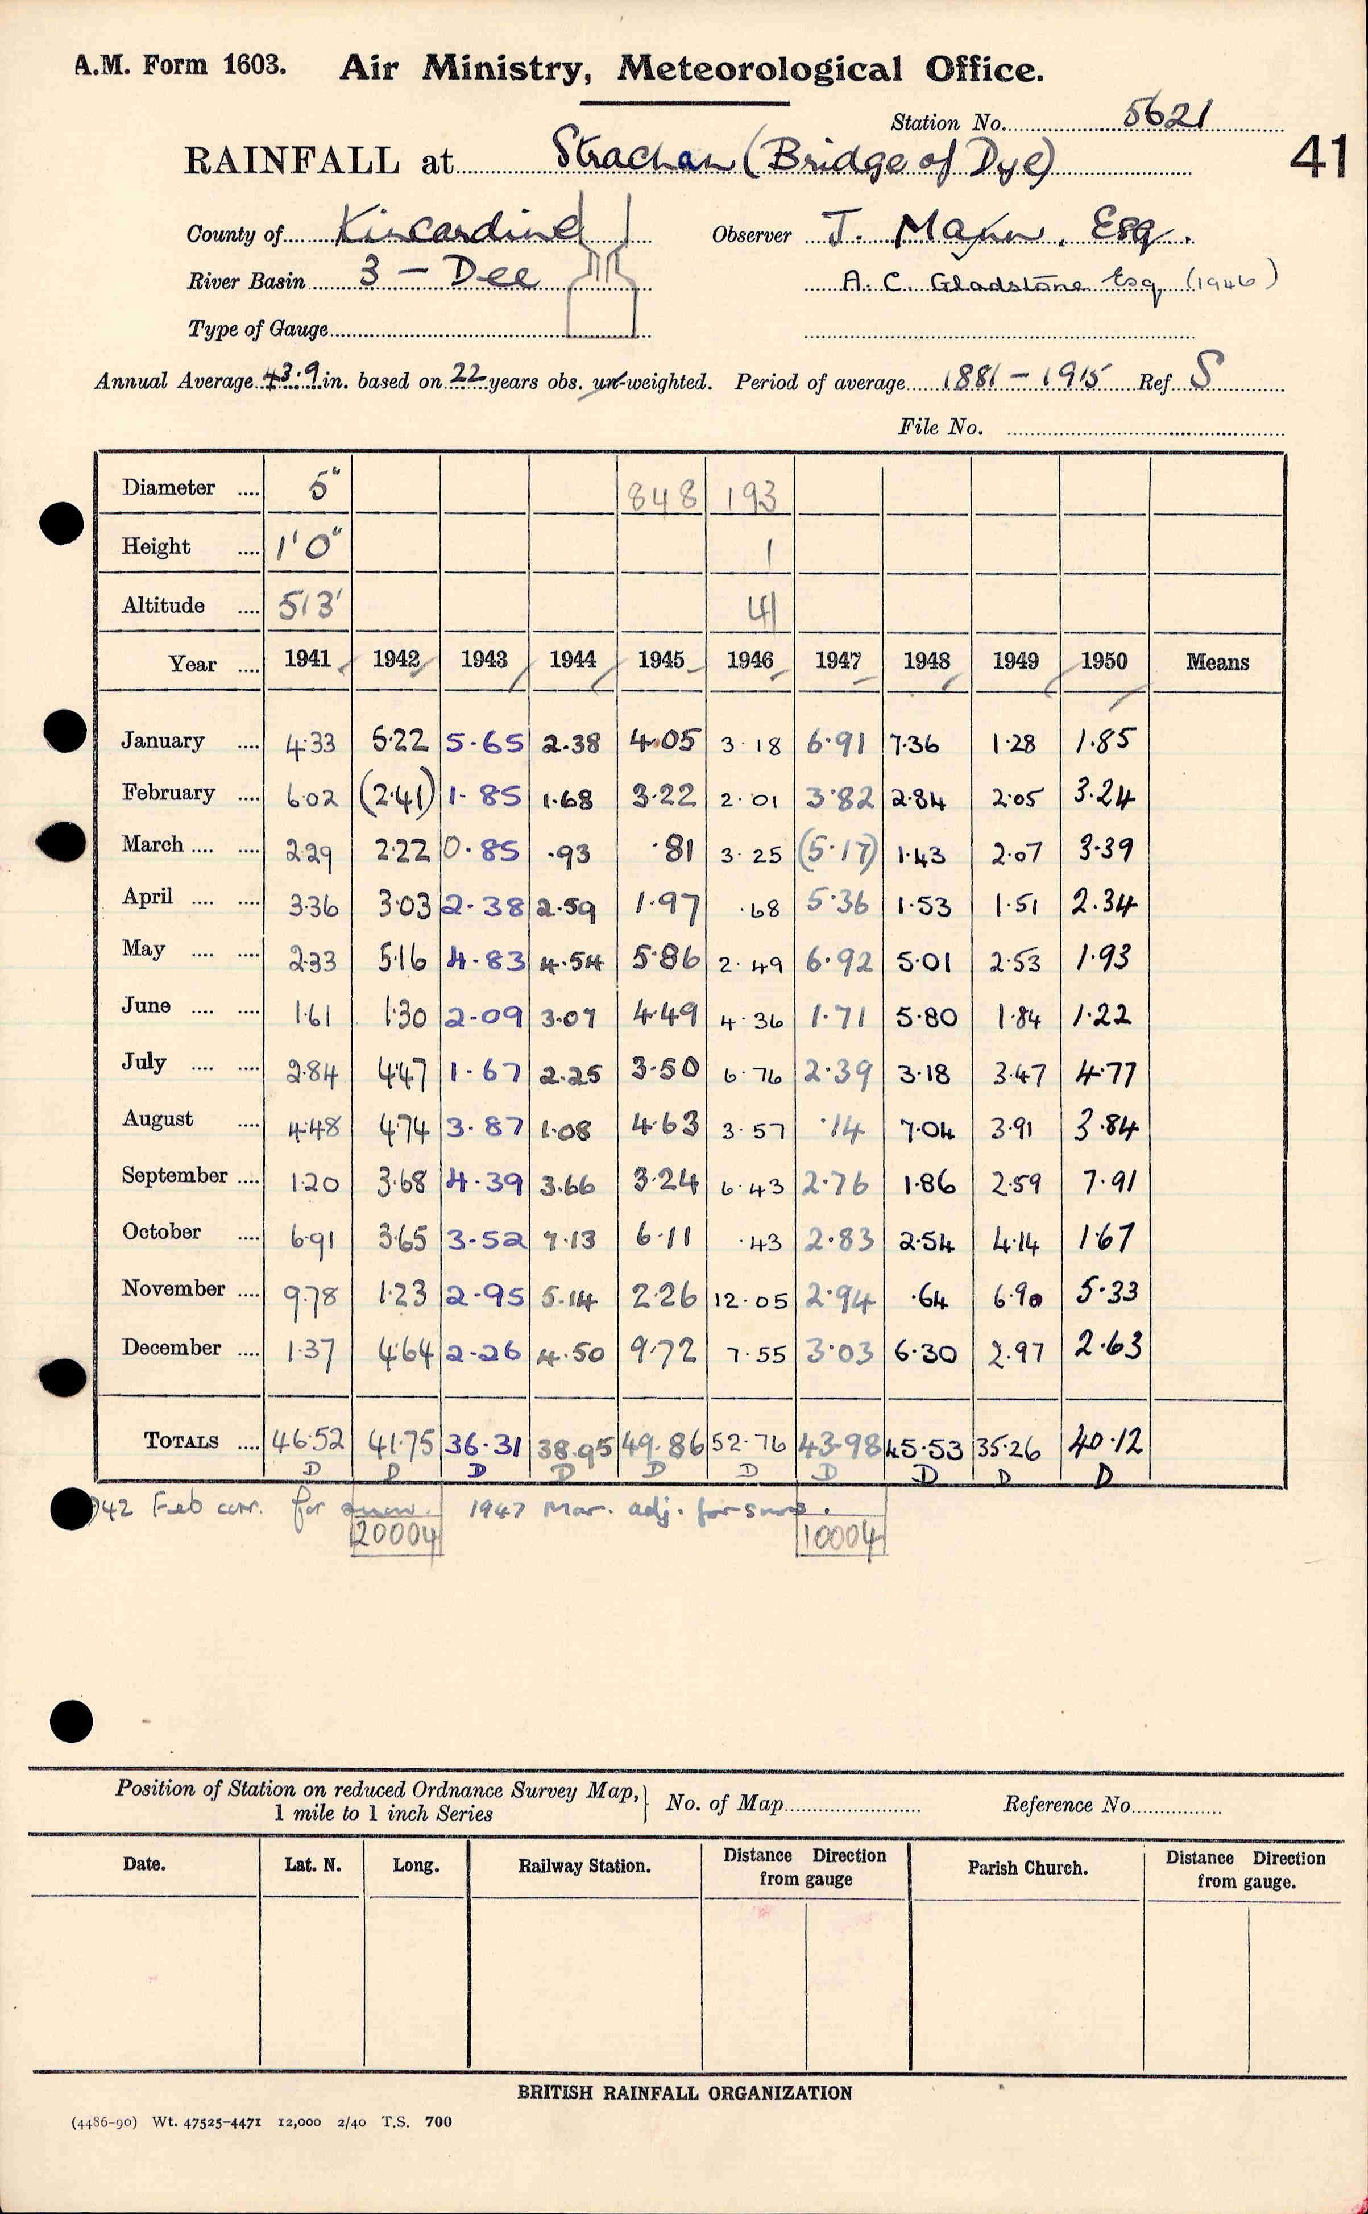 A.M. Form 1603. Air Ministry, Meteorological Office.
Station No. 5621
RAINFALL at Strachan (Bridge of Dye) 41
County of Kincardine Observer J. Esq.
River Basin 3 - Dee A. C. Gladstone Esq (1946)
Type of Gauge
Annual Average 43.9 in. based on 22 years obs. un-weighted. Period of average 1881-1915 Ref S
File No.
Diameter .... 5" 848 193
Height .... 1'0" 1
Altitude .... 513' 41
Year .... 1941 1942 1943 1944 1945 1946 1947 1948 1949 1950 Means
January .... 4.33 5.22 5.65 2.38 4.05 3.18 6.91 7.36 1.28 1.85
February .... 6.02 (2.41) 1.85 1.68 3.22 2.01 3.82 2.84 2.05 3.24
March .... .... 2.29 2.22 0.85 .93 .81 3.25 (5.17) 1.43 2.07 3.39
April .... .... 3.36 3.03 2.38 2.59 1.97 .68 5.36 1.53 1.51 2.34
May .... .... 2.33 5.16 4.83 4.54 5.86 2.49 6.92 5.01 2.53 1.93
June .... .... 1.61 1.30 2.09 3.07 4.49 4.36 1.71 5.80 1.84 1.22
July .... .... 2.84 4.47 1.67 2.25 3.50 6.76 2.39 3.18 3.47 4.77
August .... 4.48 4.74 3.87 1.08 4.63 3.57 .14 7.04 3.91 3.84
September .... 1.20 3.68 4.39 3.66 3.24 6.43 2.76 1.86 2.59 7.91
October .... 6.91 3.65 3.52 7.13 6.11 .43 2.83 2.54 4.14 1.67
November .... 9.78 1.23 2.95 5.14 2.26 12.05 2.94 .64 6.90 5.33
December .... 1.37 4.64 2.26 4.50 9.72 7.55 3.03 6.30 2.97 2.63
TOTALS .... 46.52 41.75 36.31 38.95 49.86 52.76 43.98 45.53 35.26 40.12
D D D D D D D D D D
42 Feb corr. for snow. 1947 Mar. adj. for snow.
20004 10004
Position of Station on reduced Ordnance Survey Map, 1 mile to 1 inch Series } No. of Map Reference No.
Date. Lat. N. Long. Railway Station. Distance from gauge Direction Parish Church. Distance Direction from gauge.
BRITISH RAINFALL ORGANIZATION
(4486-90) Wt. 47525-4471 12,000 2/40 T.S. 700